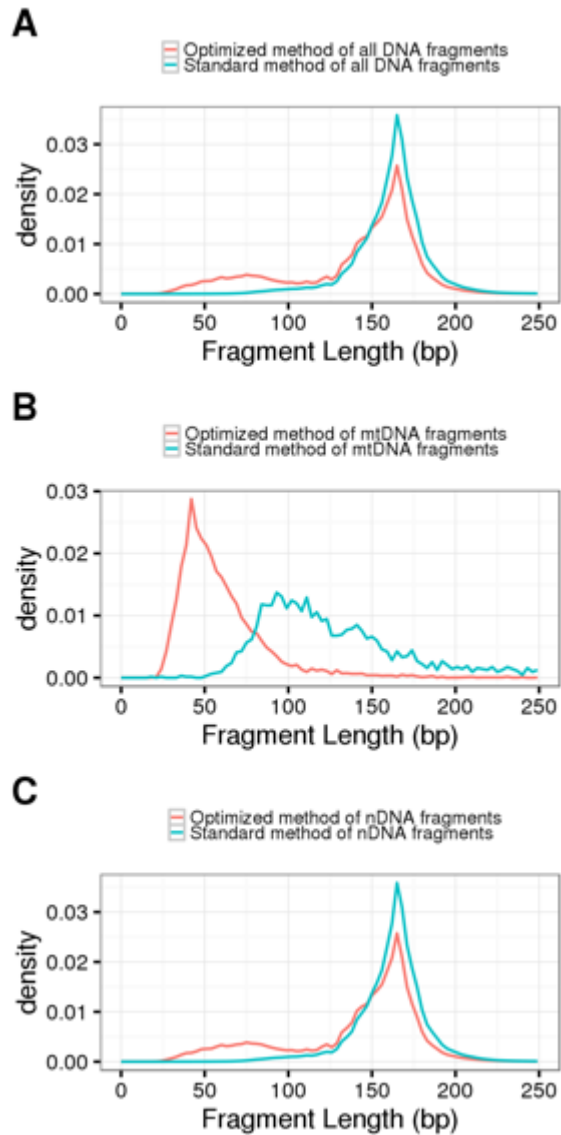 A
Optimized method of all DNA fragments
Standard method of all DNA fragments
density
0.03
0.02
0.01
0.00
0 50 100 150 200 250
Fragment Length (bp)
B
Optimized method of mtDNA fragments
Standard method of mtDNA fragments
density
0.03
0.02
0.01
0.00
0 50 100 150 200 250
Fragment Length (bp)
C
Optimized method of nDNA fragments
Standard method of nDNA fragments
density
0.03
0.02
0.01
0.00
0 50 100 150 200 250
Fragment Length (bp)